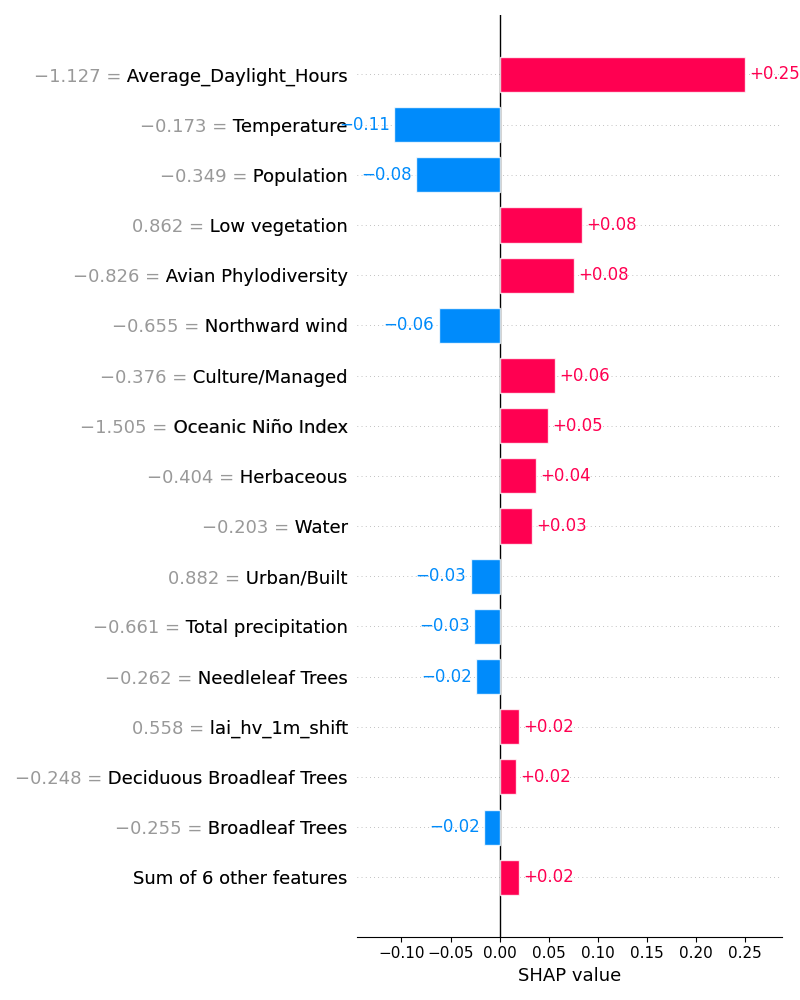 −1.127 = Average_Daylight_Hours +0.25
−0.173 = Temperature −0.11
−0.349 = Population −0.08
0.862 = Low vegetation +0.08
−0.826 = Avian Phylodiversity +0.08
−0.655 = Northward wind −0.06
−0.376 = Culture/Managed +0.06
−1.505 = Oceanic Niño Index +0.05
−0.404 = Herbaceous +0.04
−0.203 = Water +0.03
0.882 = Urban/Built −0.03
−0.661 = Total precipitation −0.03
−0.262 = Needleleaf Trees −0.02
0.558 = lai_hv_1m_shift +0.02
−0.248 = Deciduous Broadleaf Trees +0.02
−0.255 = Broadleaf Trees −0.02
Sum of 6 other features +0.02
−0.10 −0.05 0.00 0.05 0.10 0.15 0.20 0.25
SHAP value